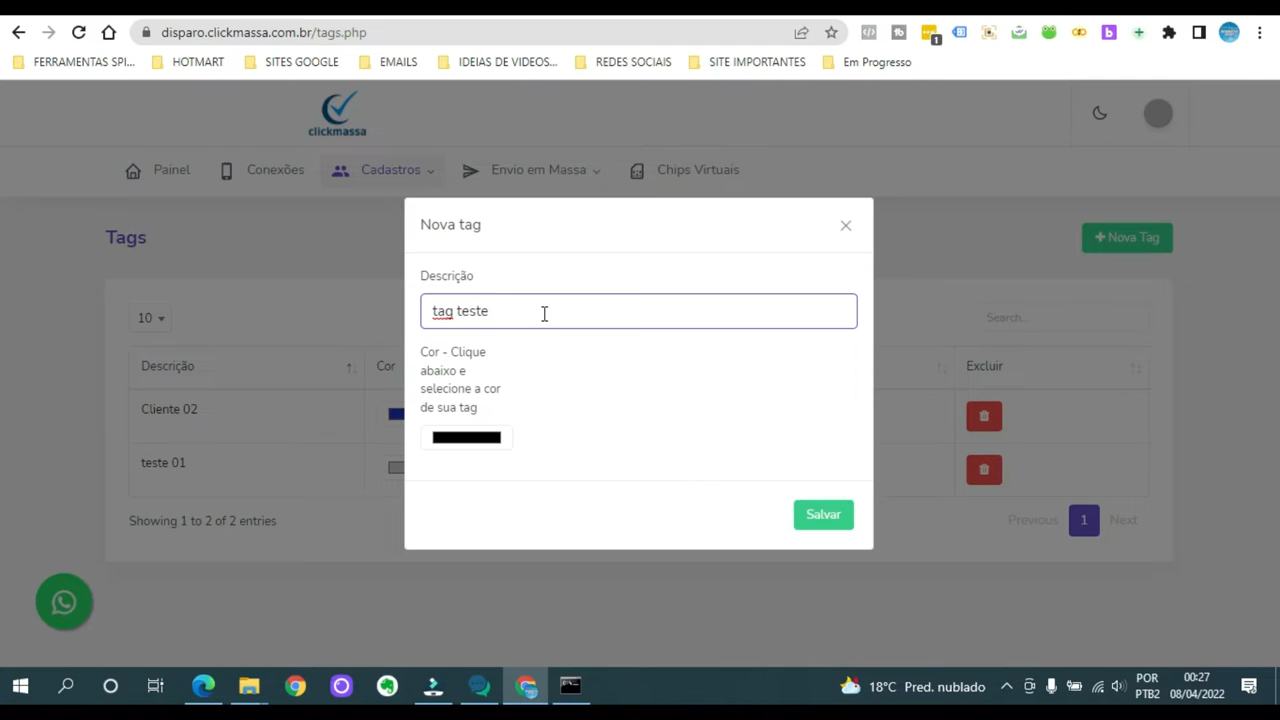 disparo.clickmassa.com.br/tags.php
1
FERRAMENTAS SPI...
HOTMART
SITES GOOGLE
EMAILS
IDEIAS DE VIDEOS...
REDES SOCIAIS
SITE IMPORTANTES
Em Progresso
clickmassa
Painel
Conexões
Cadastros
Envio em Massa
Chips Virtuais
Tags
+ Nova Tag
Nova tag
Descrição
tag teste
Cor - Clique
abaixo e
selecione a cor
de sua tag
Salvar
10
Search...
Descrição
Cor
Excluir
Cliente 02
teste 01
Showing 1 to 2 of 2 entries
Previous
1
Next
18°C Pred. nublado
POR
PTB2
00:27
08/04/2022